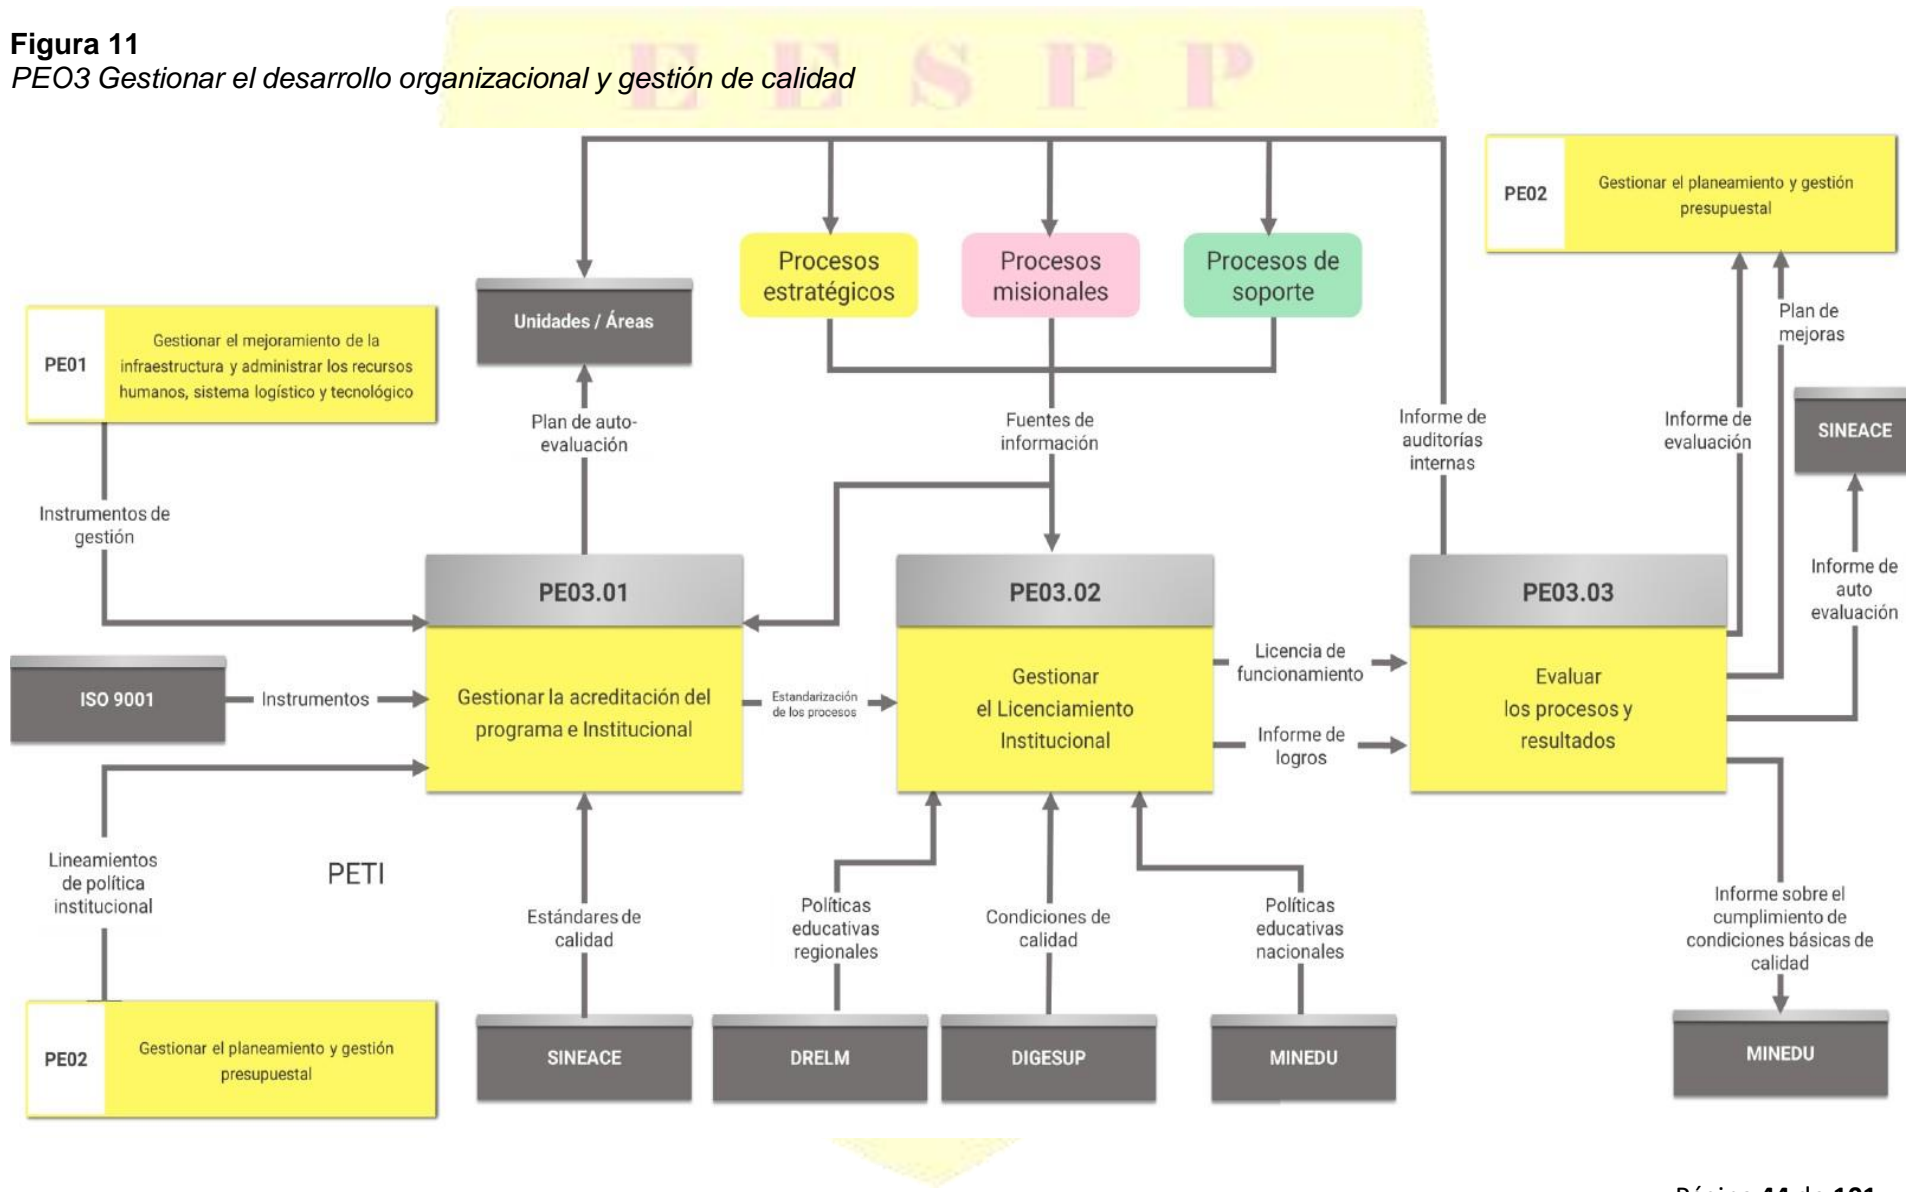 Figura 11
E E S P P
PEO3 Gestionar el desarrollo organizacional y gestión de calidad
PE02
Gestionar el planeamiento y gestión
presupuestal
Procesos
estratégicos
Procesos
misionales
Procesos de
soporte
Unidades / Áreas
PE01
Gestionar el mejoramiento de la
infraestructura y administrar los recursos
humanos, sistema logístico y tecnológico
Plan de
mejoras
Plan de auto-
evaluación
Fuentes de
información
Informe de
auditorías
internas
Informe de
evaluación
SINEACE
Instrumentos de
gestión
Informe de
auto
evaluación
PE03.01
Gestionar la acreditación del
programa e Institucional
PE03.02
Gestionar
el Licenciamiento
Institucional
PE03.03
Evaluar
los procesos y
resultados
ISO 9001
Instrumentos
Estandarización
de los procesos
Licencia de
funcionamiento
Informe de
logros
Lineamientos
de política
institucional
PETI
Estándares de
calidad
Políticas
educativas
regionales
Condiciones de
calidad
Políticas
educativas
nacionales
Informe sobre el
cumplimiento de
condiciones básicas de
calidad
PE02
Gestionar el planeamiento y gestión
presupuestal
SINEACE
DRELM
DIGESUP
MINEDU
MINEDU